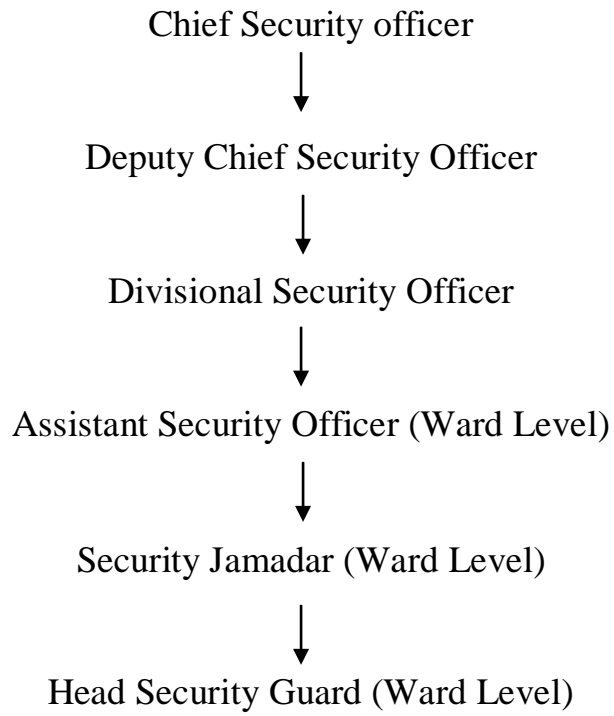 Chief Security officer
Deputy Chief Security Officer
Divisional Security Officer
Assistant Security Officer (Ward Level)
Security Jamadar (Ward Level)
Head Security Guard (Ward Level)